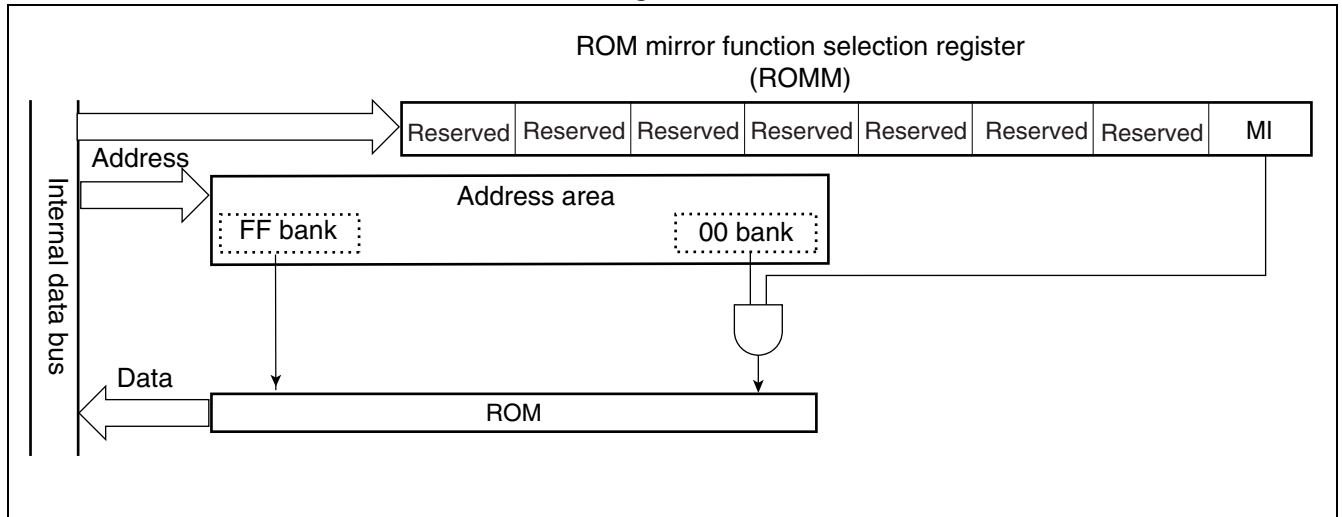 ROM mirror function selection register
(ROMM)
Reserved Reserved Reserved Reserved Reserved Reserved Reserved MI
Address
Address area
FF bank 00 bank
Internal data bus
Data
ROM